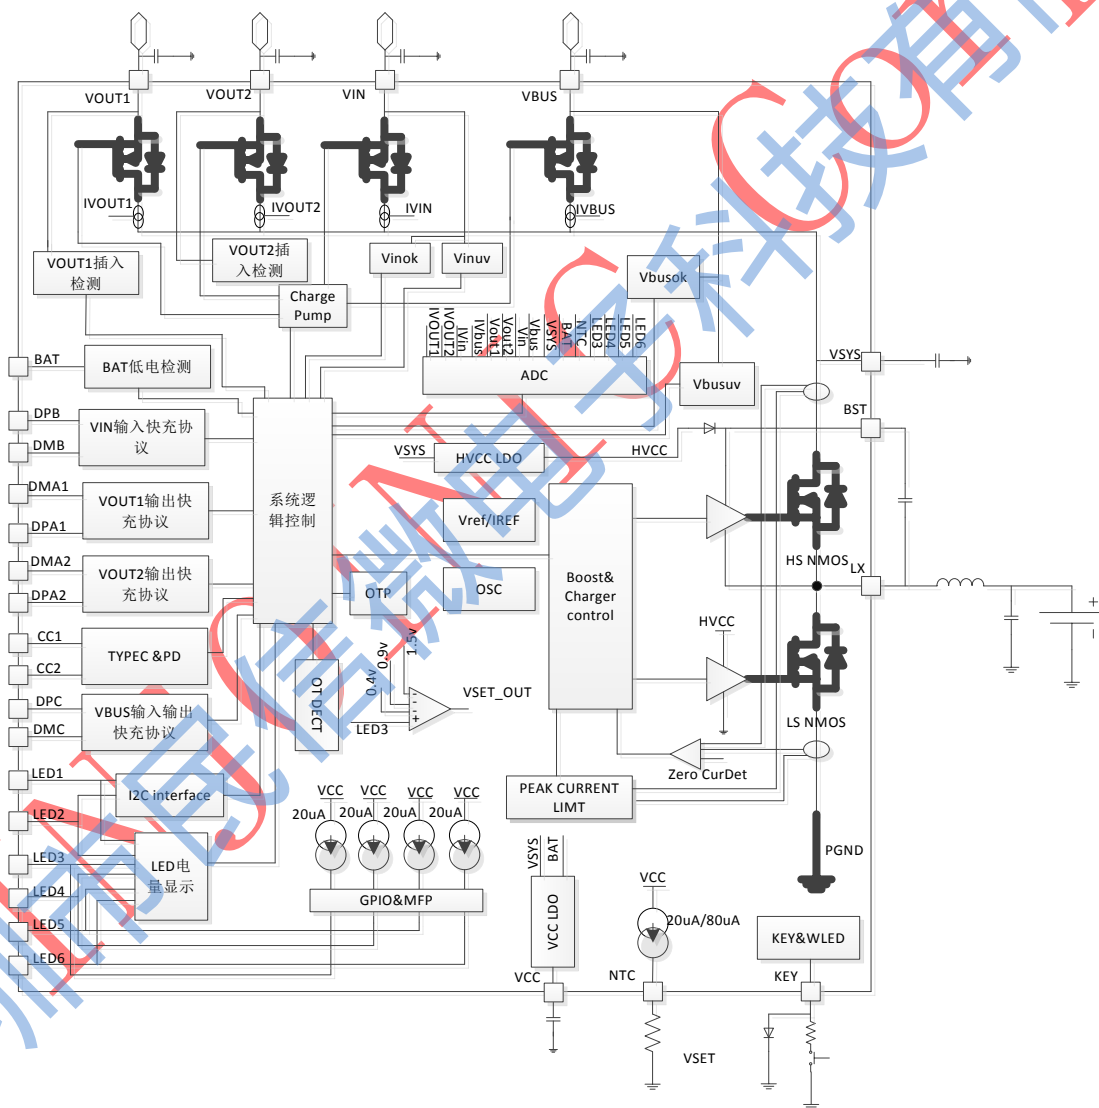 VOUT1
VOUT2
VIN
VBUS
IVOUT1
IVOUT2
IVIN
IVBUS
VOUT1插入
检测
VOUT2插
入检测
Vinok
Vinuv
Vbusok
Charge
Pump
IVOUT1
IVOUT2
IVin
IVbus
Vout1
Vout2
Vin
Vbus
VSYS
BAT
NTC
LED3
LED4
LED5
LED6
ADC
Vbusuv
VSYS
BST
BAT
BAT低电检测
DPB
DMB
VIN输入快充协
议
VSYS
HVCC LDO
HVCC
DMA1
DPA1
VOUT1输出快
充协议
系统逻
辑控制
Vref/IREF
HS NMOS
LX
DMA2
DPA2
VOUT2输出快
充协议
OTP
OSC
Boost&
Charger
control
CC1
CC2
TYPEC &PD
HVCC
0.4v
0.9v
1.5v
VSET_OUT
LED3
OT DECT
DPC
DMC
VBUS输入输出
快充协议
LS NMOS
Zero CurDet
PEAK CURRENT
LIMT
LED1
LED2
LED3
LED4
LED5
LED6
I2C interface
LED电
量显示
VCC
VCC
VCC
VCC
20uA
20uA
20uA
20uA
GPIO&MFP
VSYS
BAT
VCC LDO
VCC
VCC
20uA/80uA
NTC
VSET
PGND
KEY&WLED
KEY
+